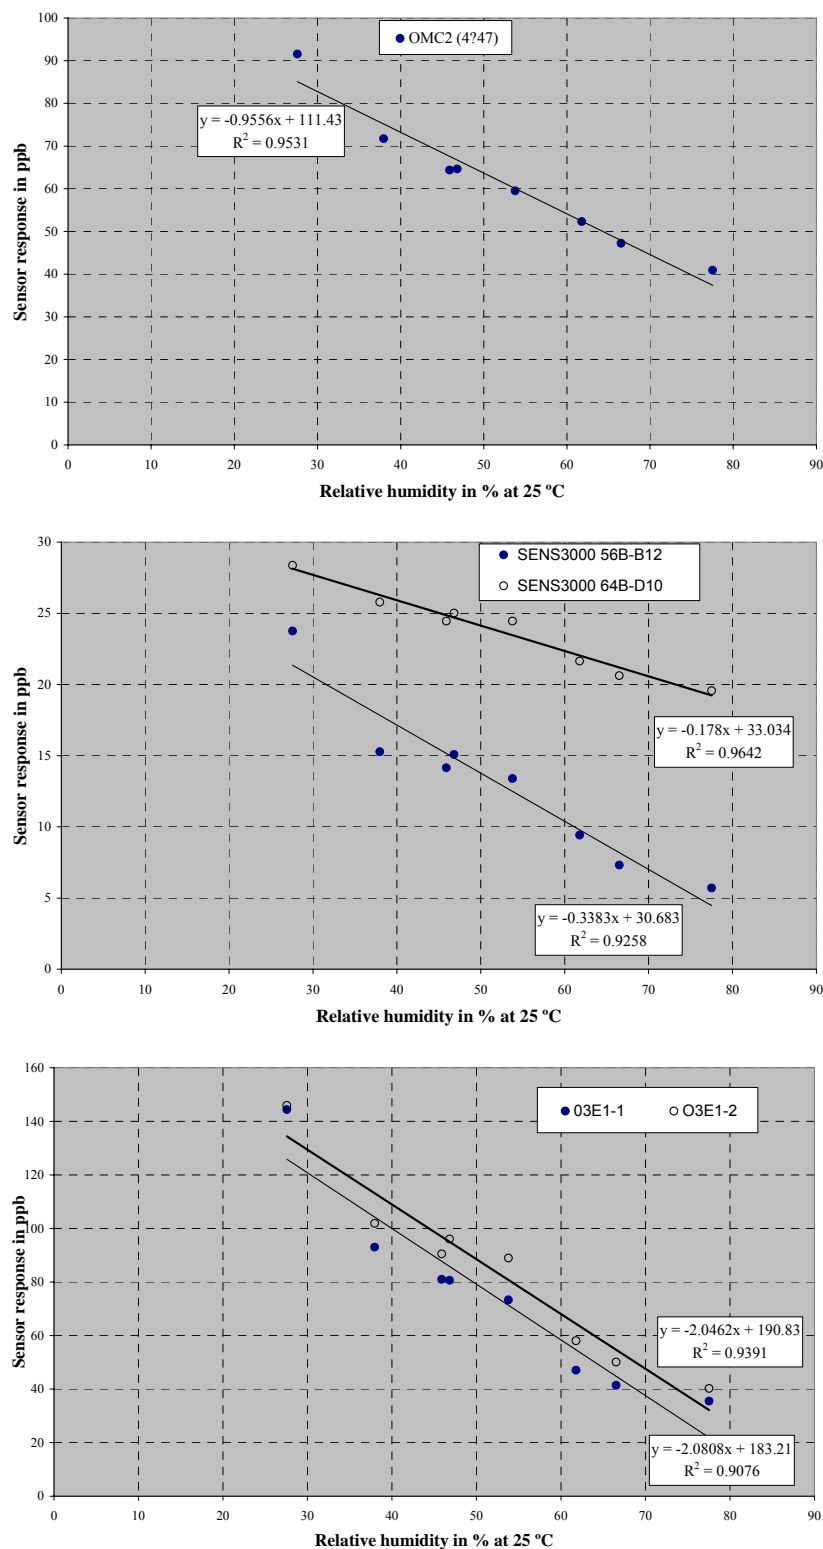 100
90
80
70
60
50
40
30
20
10
0
Sensor response in ppb
OMC2 (4?47)
y = -0.9556x + 111.43
R² = 0.9531
0 10 20 30 40 50 60 70 80 90
Relative humidity in % at 25 ºC
30
25
20
15
10
5
0
Sensor response in ppb
SENS3000 56B-B12
SENS3000 64B-D10
y = -0.178x + 33.034
R² = 0.9642
y = -0.3383x + 30.683
R² = 0.9258
0 10 20 30 40 50 60 70 80 90
Relative humidity in % at 25 ºC
160
140
120
100
80
60
40
20
0
Sensor response in ppb
03E1-1 O3E1-2
y = -2.0462x + 190.83
R² = 0.9391
y = -2.0808x + 183.21
R² = 0.9076
0 10 20 30 40 50 60 70 80 90
Relative humidity in % at 25 ºC